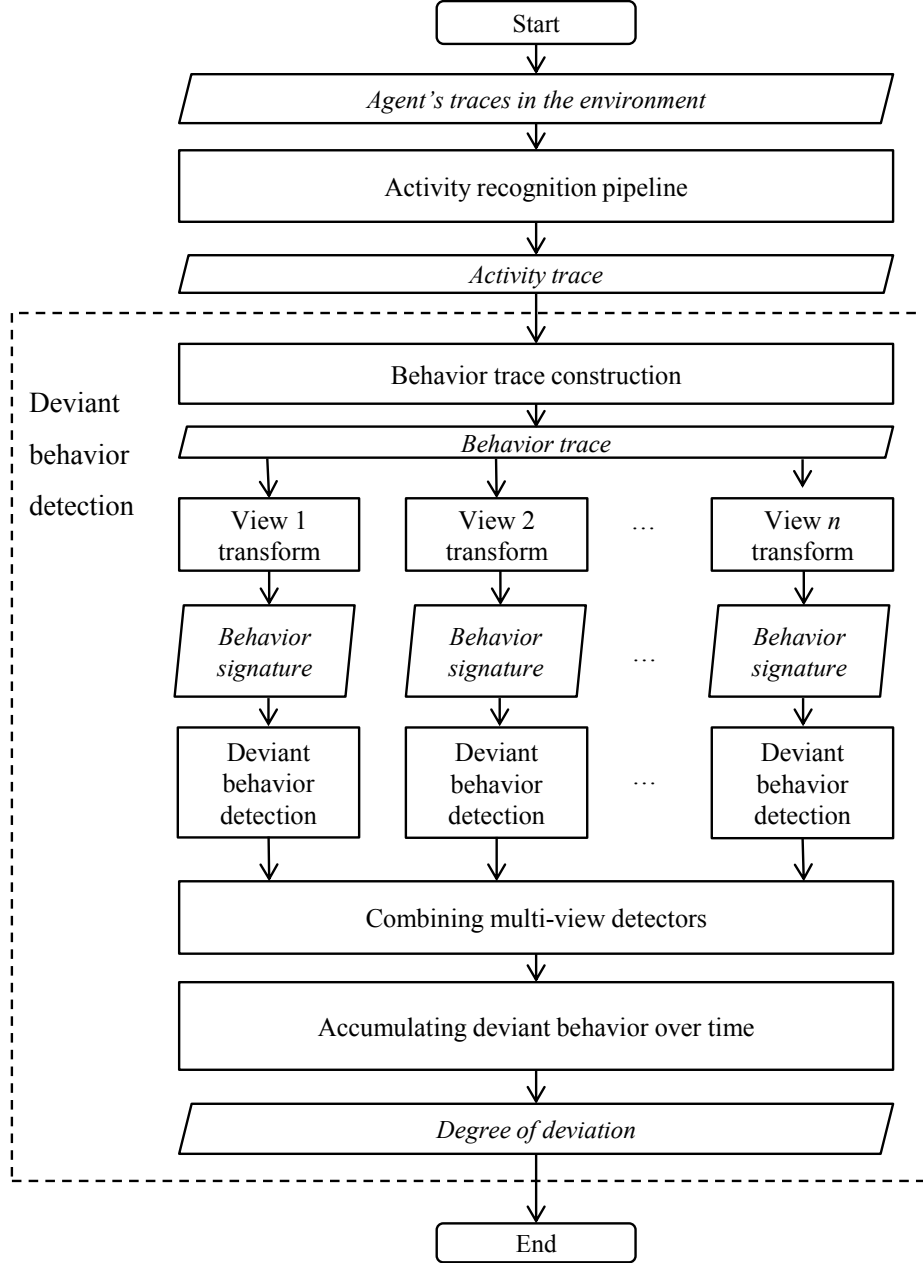 Start
Agent’s traces in the environment
Activity recognition pipeline
Activity trace
Deviant
behavior
detection
Behavior trace construction
Behavior trace
View 1
transform
View 2
transform
...
View n
transform
Behavior
signature
Behavior
signature
...
Behavior
signature
Deviant
behavior
detection
Deviant
behavior
detection
...
Deviant
behavior
detection
Combining multi-view detectors
Accumulating deviant behavior over time
Degree of deviation
End